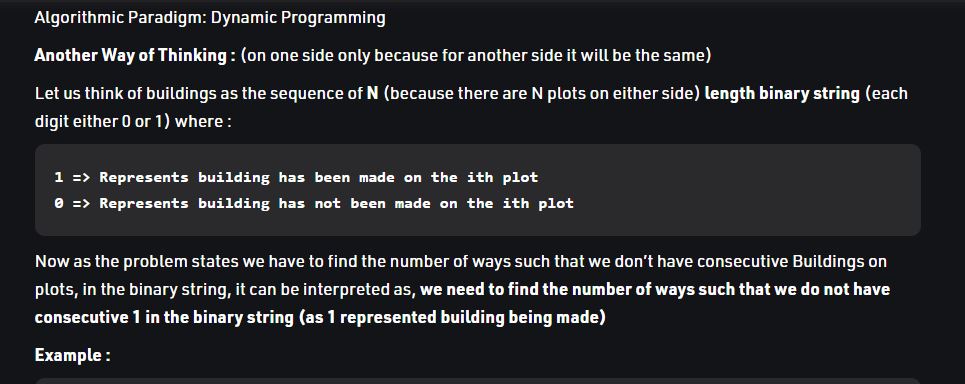 Algorithmic Paradigm: Dynamic Programming
Another Way of Thinking : (on one side only because for another side it will be the same)
Let us think of buildings as the sequence of N (because there are N plots on either side) length binary string (each
digit either 0 or 1) where :
1 => Represents building has been made on the ith plot
0 => Represents building has not been made on the ith plot
Now as the problem states we have to find the number of ways such that we don't have consecutive Buildings on
plots, in the binary string, it can be interpreted as, we need to find the number of ways such that we do not have
consecutive 1 in the binary string (as 1 represented building being made)
Example :